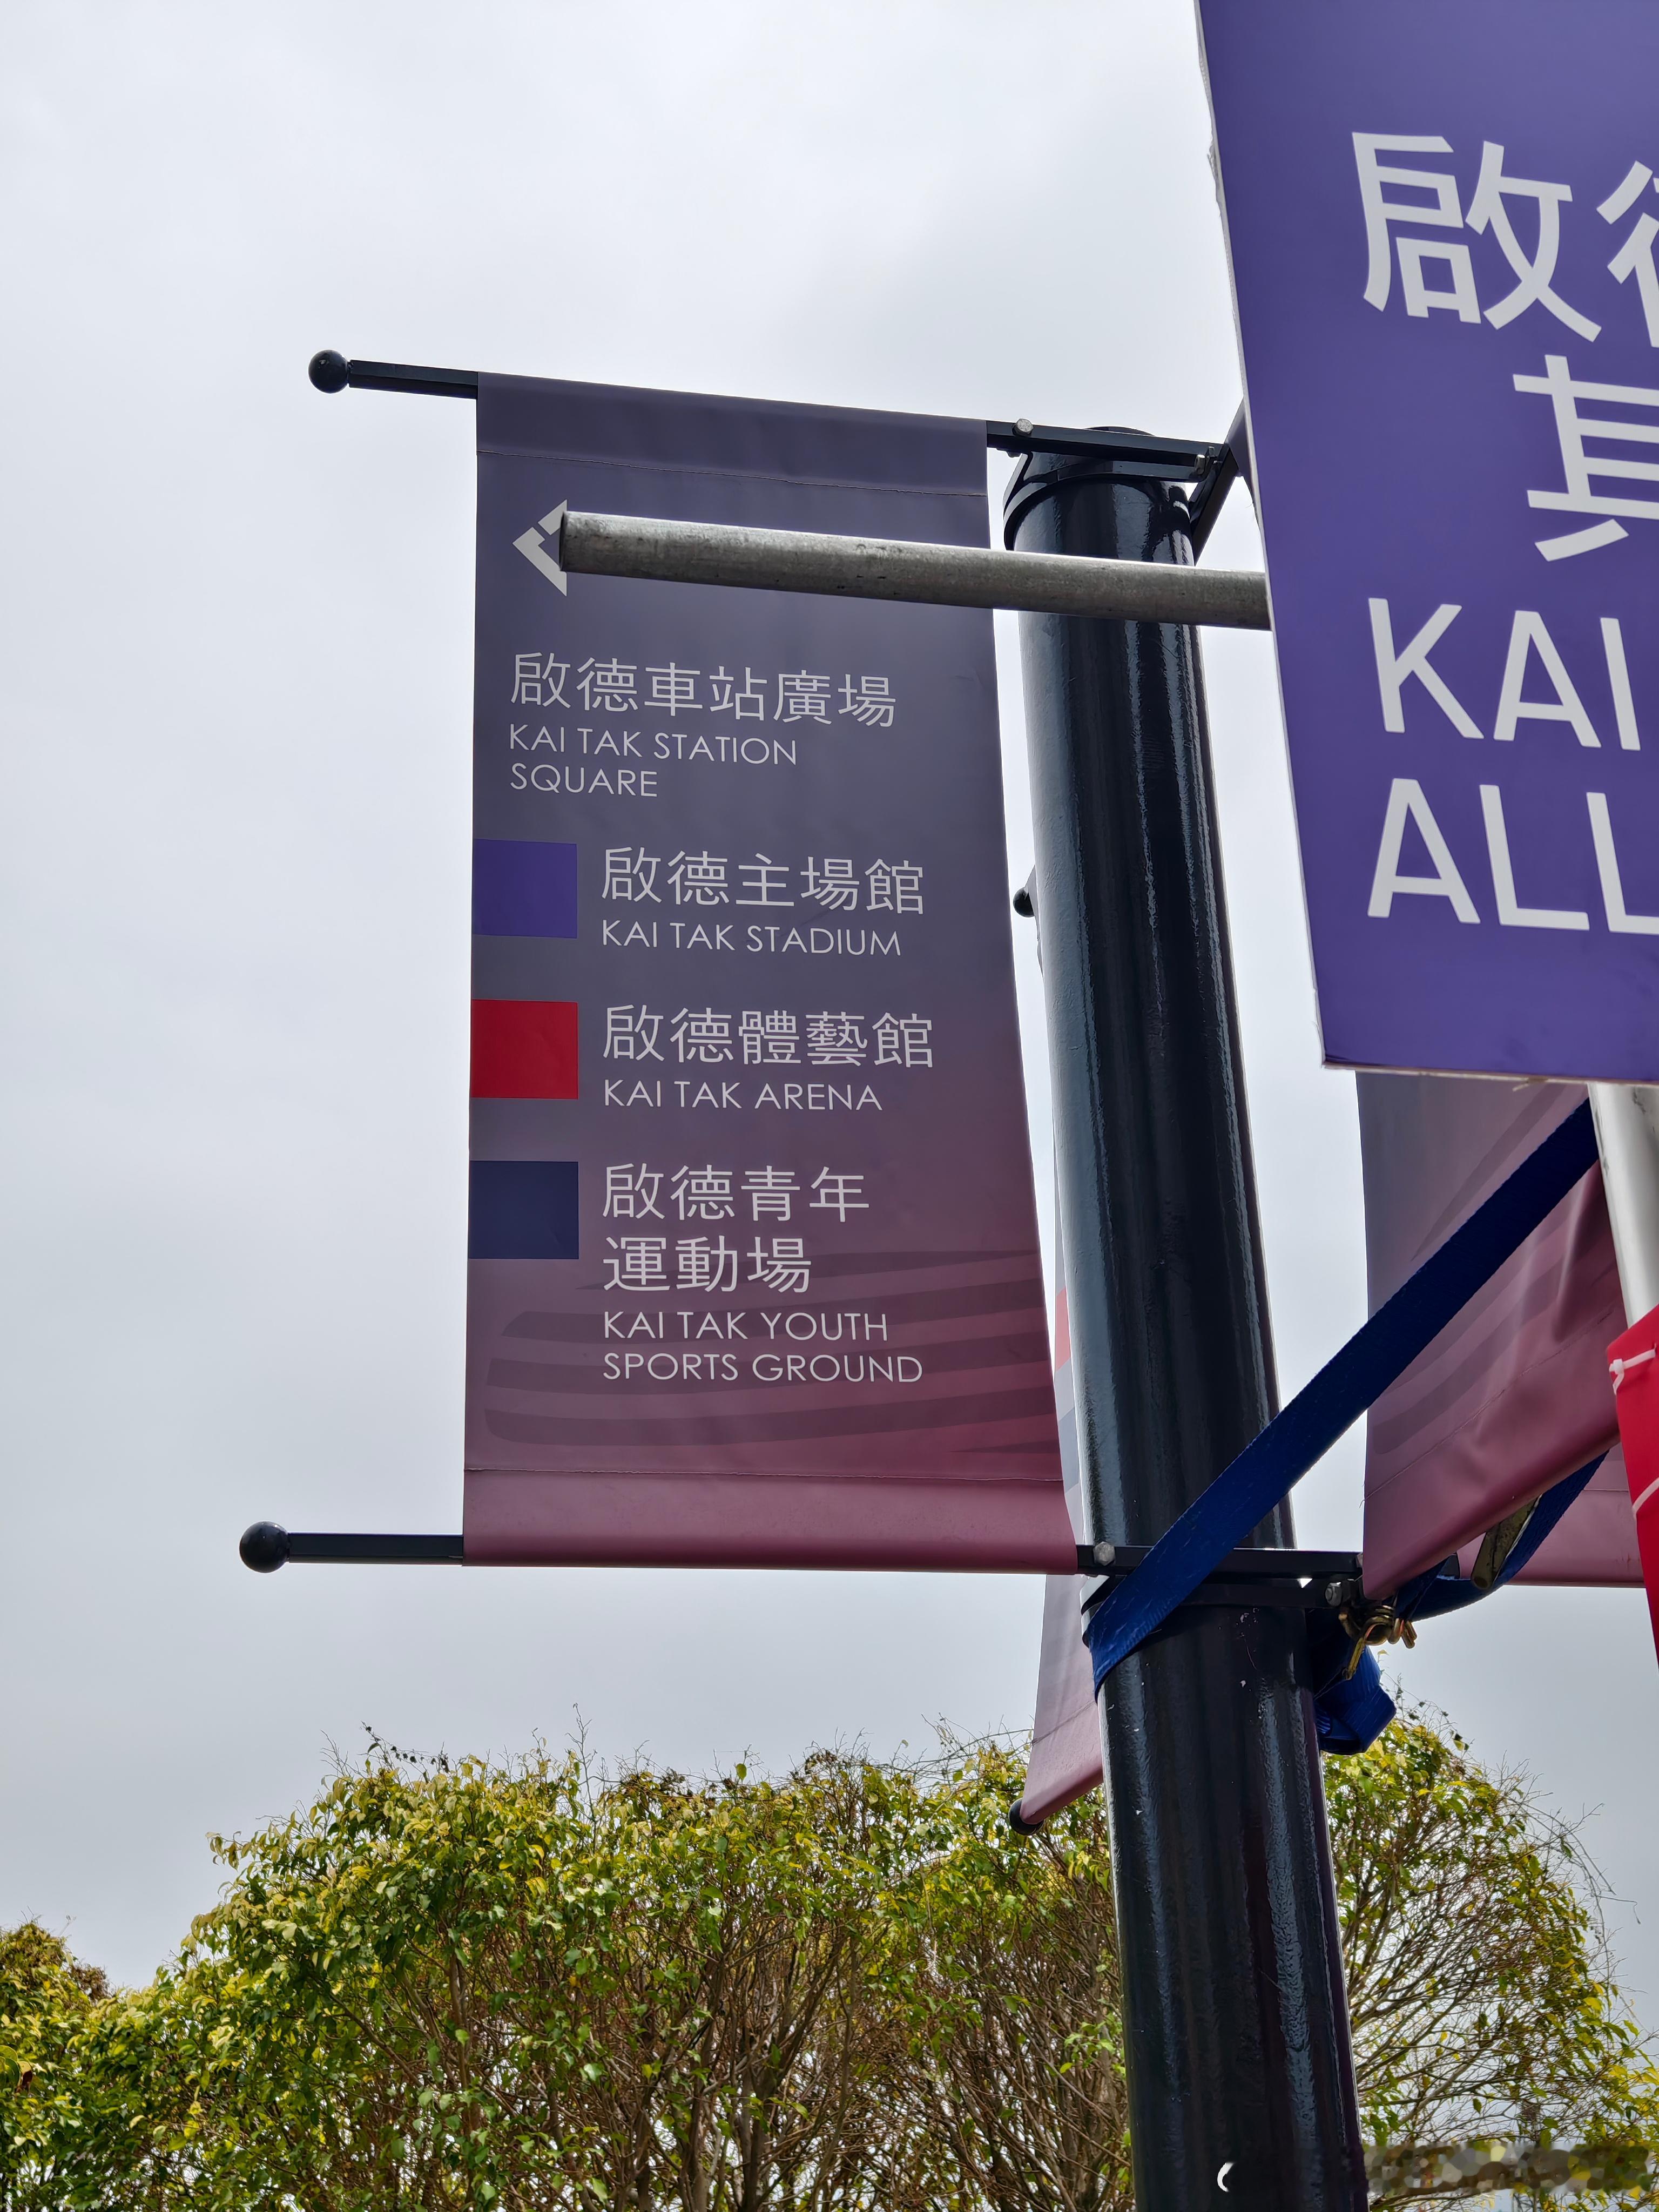 啟德車站廣場
KAI TAK STATION
SQUARE
啟德主場館
KAI TAK STADIUM
啟德體藝館
KAI TAK ARENA
啟德青年
運動場
KAI TAK YOUTH
SPORTS GROUND
啟
其
KAI
ALL